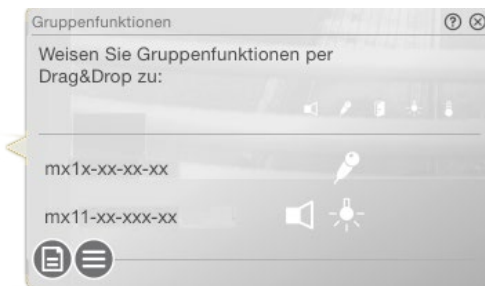 Gruppenfunktionen
Weisen Sie Gruppenfunktionen per
Drag&Drop zu:
mx1x-xx-xx-xx
mx11-xx-xxx-xx